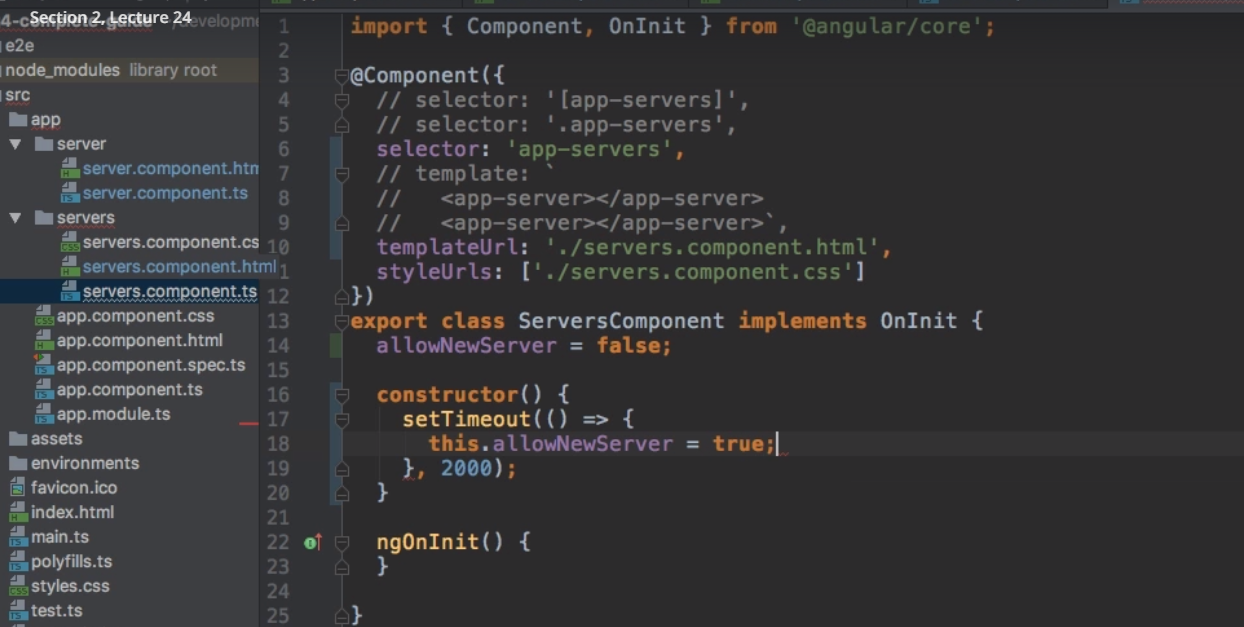 Section 2, Lecture 24
e2e
node_modules library root
src
app
server
server.component.htm
server.component.ts
servers
servers.component.cs
servers.component.html
servers.component.ts
app.component.css
app.component.html
app.component.spec.ts
app.component.ts
app.module.ts
assets
environments
favicon.ico
index.html
main.ts
polyfills.ts
styles.css
test.ts
1 import { Component, OnInit } from '@angular/core';
2
3 @Component({
4 // selector: '[app-servers]',
5 // selector: '.app-servers',
6 selector: 'app-servers',
7 // template: `
8 //   <app-server></app-server>
9 //   <app-server></app-server>`,
10 templateUrl: './servers.component.html',
11 styleUrls: ['./servers.component.css']
12 })
13 export class ServersComponent implements OnInit {
14 allowNewServer = false;
15
16 constructor() {
17 setTimeout(() => {
18 this.allowNewServer = true;
19 }, 2000);
20 }
21
22 ngOnInit() {
23 }
24
25 }